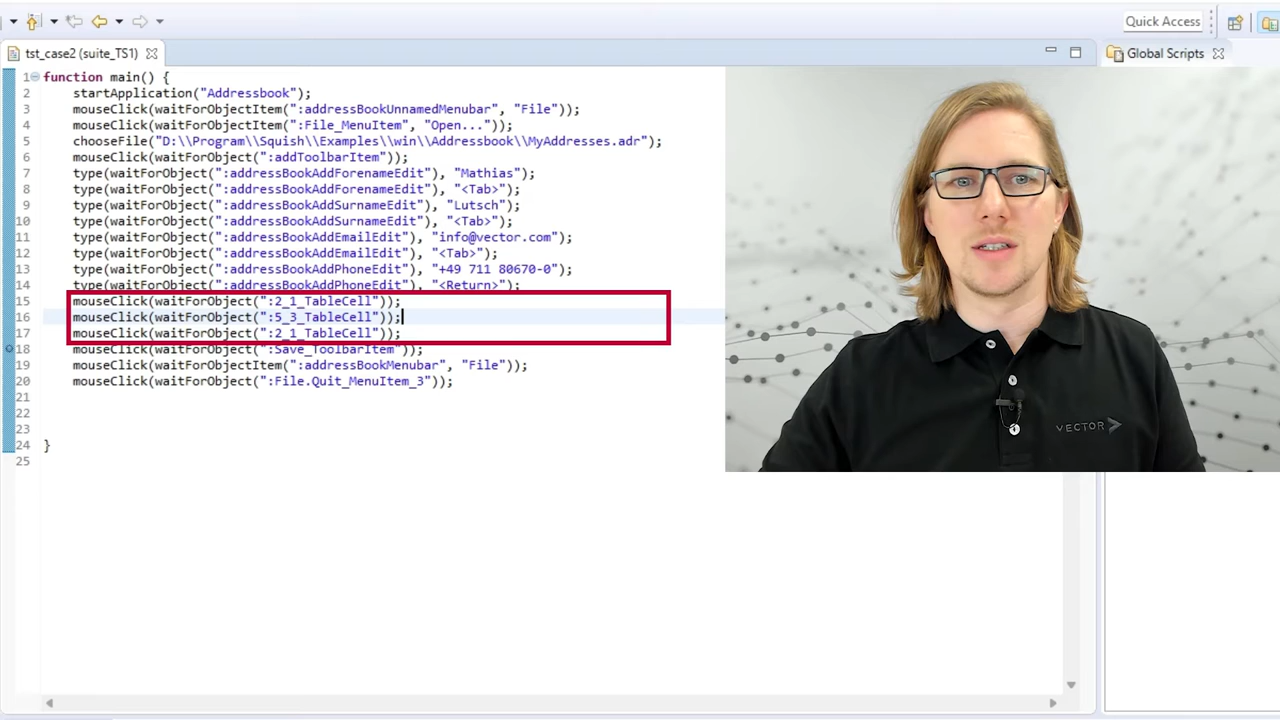 Quick Access
tst_case2 (suite_TS1)
Global Scripts
1 function main() {
2 startApplication("Addressbook");
3 mouseClick(waitForObjectItem(":addressBookUnnamedMenubar", "File"));
4 mouseClick(waitForObjectItem(":File_MenuItem", "Open..."));
5 chooseFile("D:\\Program\\Squish\\Examples\\win\\Addressbook\\MyAddresses.adr");
6 mouseClick(waitForObject(":addToolbarItem"));
7 type(waitForObject(":addressBookAddForenameEdit"), "Mathias");
8 type(waitForObject(":addressBookAddForenameEdit"), "<Tab>");
9 type(waitForObject(":addressBookAddSurnameEdit"), "Lutsch");
10 type(waitForObject(":addressBookAddSurnameEdit"), "<Tab>");
11 type(waitForObject(":addressBookAddEmailEdit"), "info@vector.com");
12 type(waitForObject(":addressBookAddEmailEdit"), "<Tab>");
13 type(waitForObject(":addressBookAddPhoneEdit"), "+49 711 80670-0");
14 type(waitForObject(":addressBookAddPhoneEdit"), "<Return>");
15 mouseClick(waitForObject(":2_1_TableCell"));
16 mouseClick(waitForObject(":5_3_TableCell"));
17 mouseClick(waitForObject(":2_1_TableCell"));
18 mouseClick(waitForObject(":Save_ToolbarItem"));
19 mouseClick(waitForObjectItem(":addressBookMenubar", "File"));
20 mouseClick(waitForObject(":File.Quit_MenuItem_3"));
21
22
23
24 }
25
VECTOR